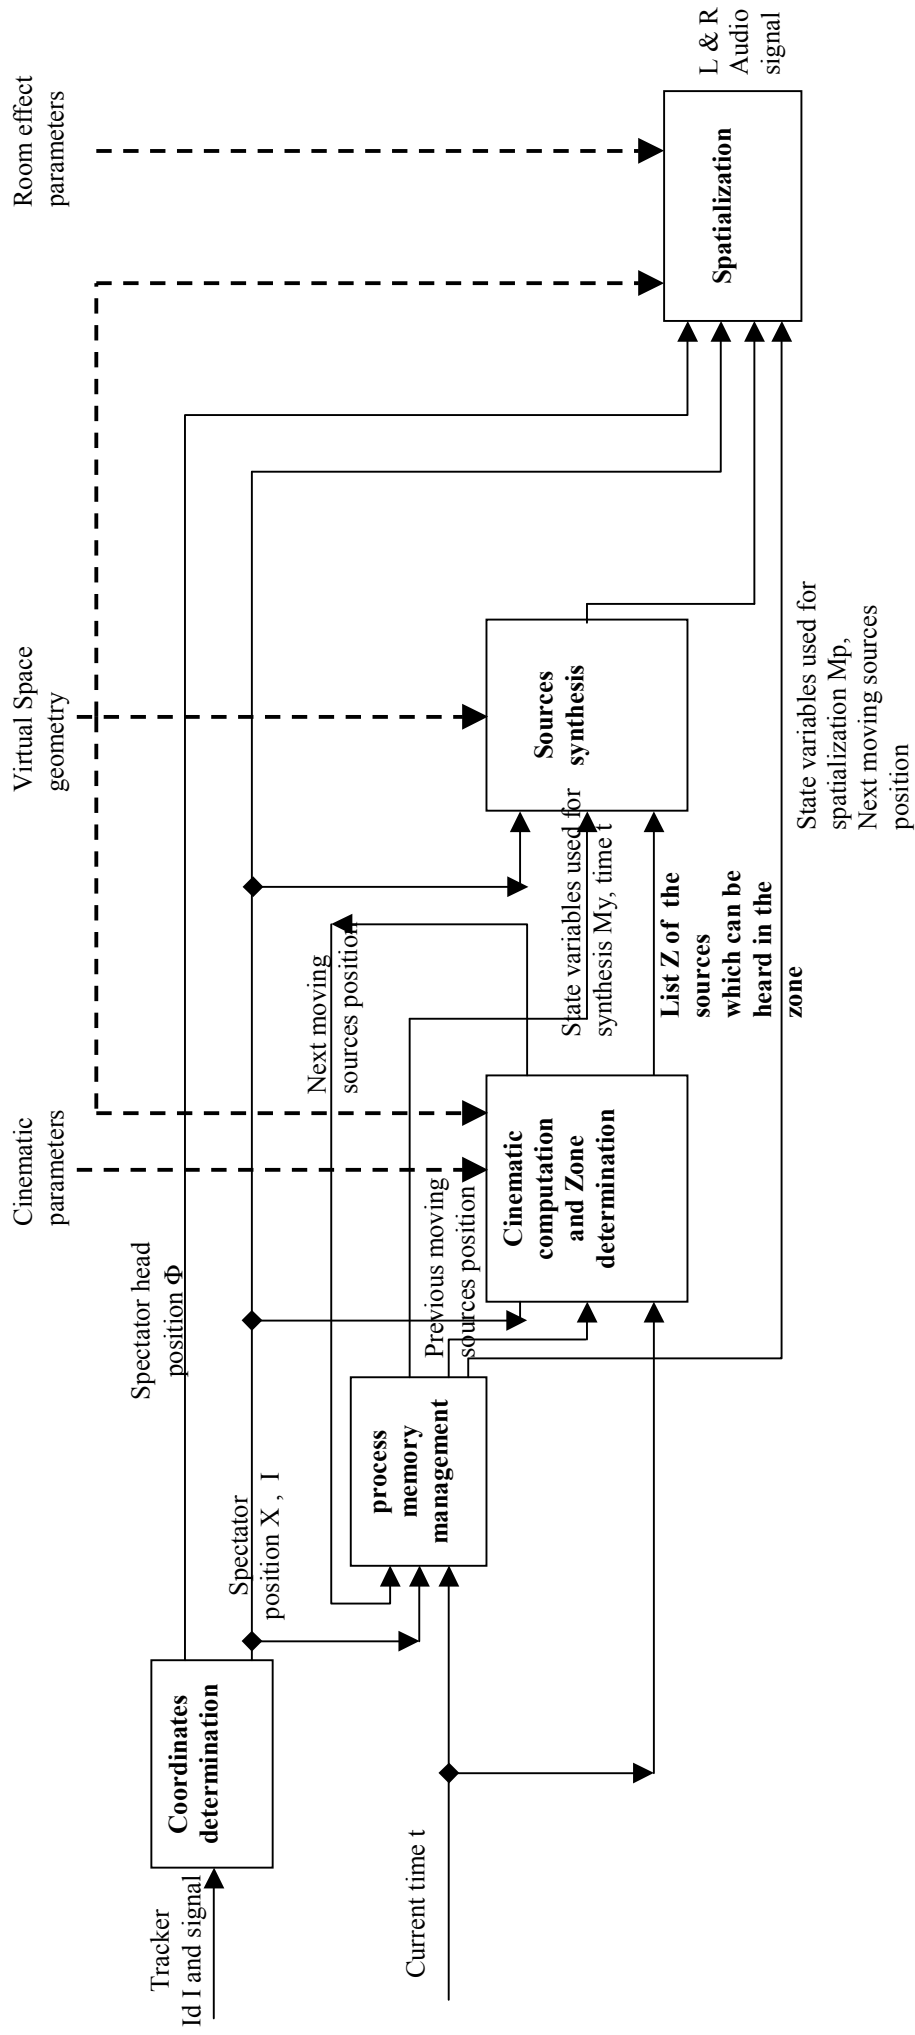 Tracker
Id I and signal
Coordinates
determination
Current time t
Spectator
position X , I
Spectator head
position Φ
process
memory
management
Previous moving
sources position
Cinematic
parameters
Cinematic
computation
and Zone
determination
Next moving
sources position
State variables used for
synthesis My, time t
List Z of the
sources
which can be
heard in the
zone
Virtual Space
geometry
Sources
synthesis
State variables used for
spatialization Mp,
Next moving sources
position
Room effect
parameters
Spatialization
L & R
Audio
signal